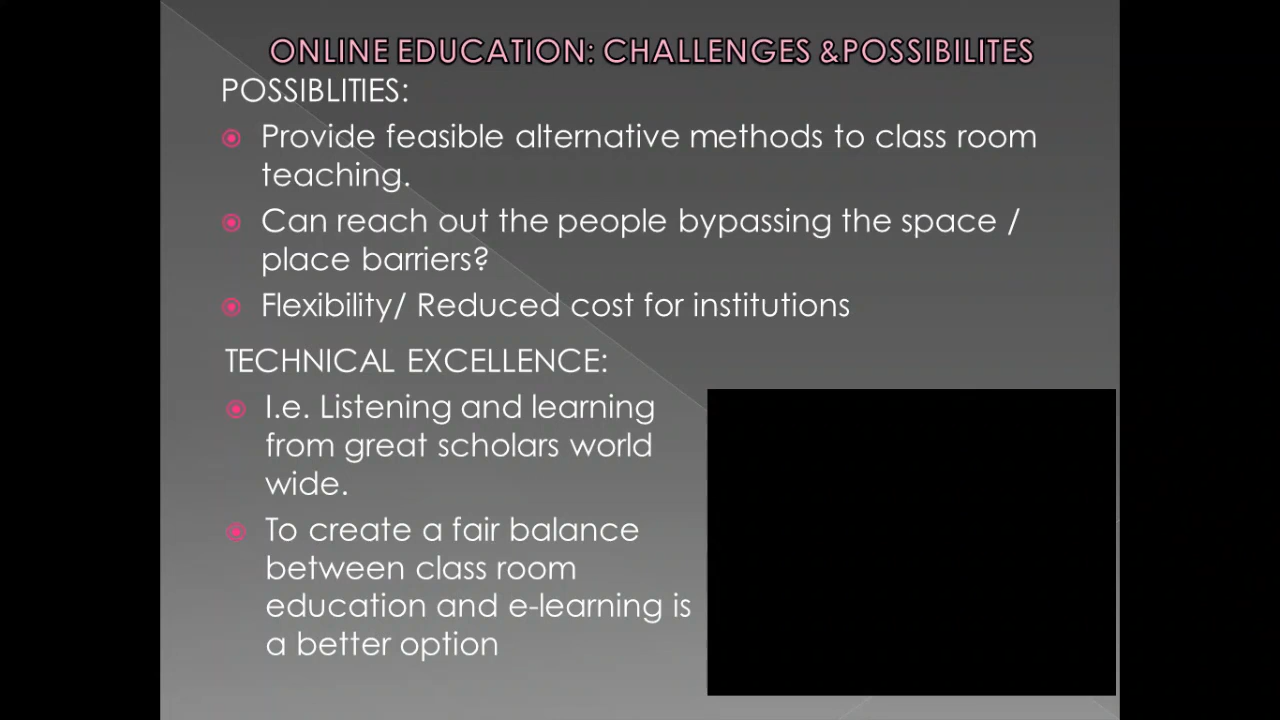 ONLINE EDUCATION: CHALLENGES &POSSIBILITES
POSSIBLITIES:
Provide feasible alternative methods to class room
teaching.
Can reach out the people bypassing the space /
place barriers?
Flexibility/ Reduced cost for institutions
TECHNICAL EXCELLENCE:
I.e. Listening and learning
from great scholars world
wide.
To create a fair balance
between class room
education and e-learning is
a better option